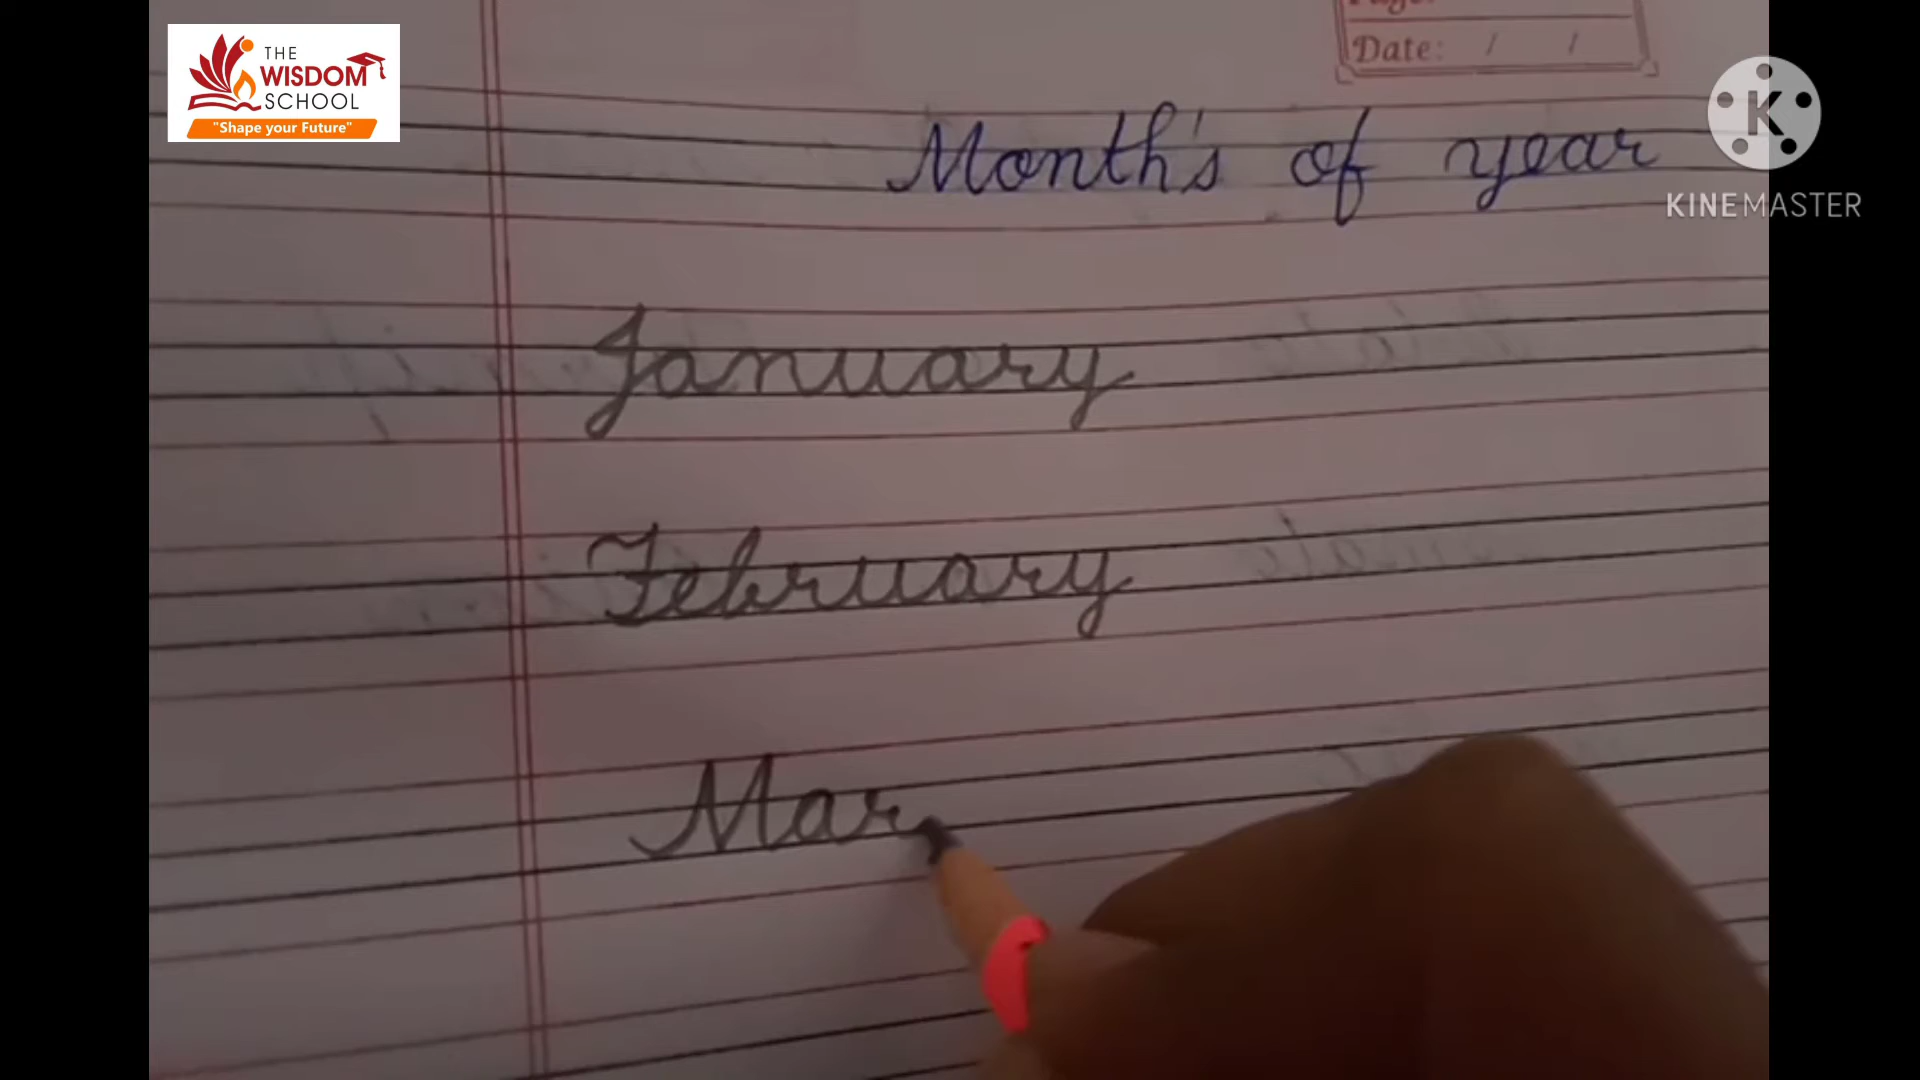 THE
WISDOM
SCHOOL
"Shape your Future"
Date: / /
KINEMASTER
Month's of year
January
February
Mar